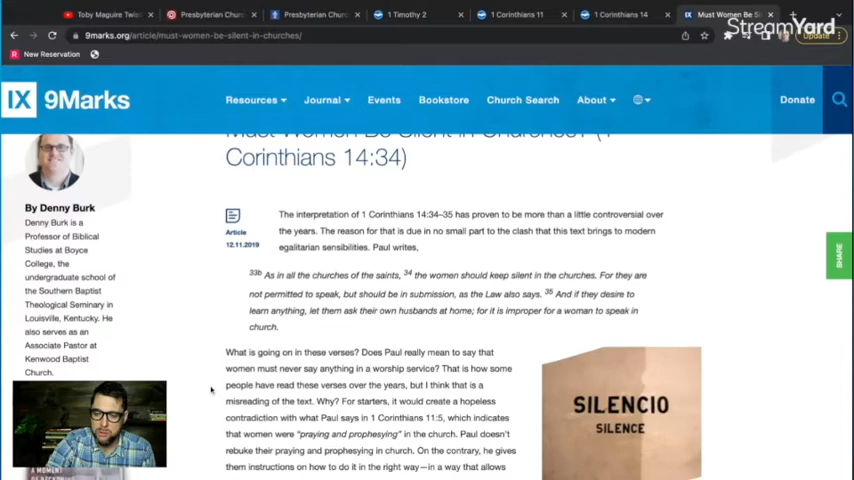 Toby Maguire Twi
Presbyterian Churc
Presbyterian Church
1 Timothy 2
1 Corinthians 11
1 Corinthians 14
Must Women Be Si
StreamYard
9marks.org/article/must-women-be-silent-in-churches/
Update
New Reservation
IX 9Marks
Resources
Journal
Events
Bookstore
Church Search
About
Donate
Must Women Be Silent in Churches? (1
Corinthians 14:34)
By Denny Burk
Denny Burk is a
Professor of Biblical
Studies at Boyce
College, the
undergraduate school of
the Southern Baptist
Theological Seminary in
Louisville, Kentucky. He
also serves as an
Associate Pastor at
Kenwood Baptist
Church.
Article
12.11.2019
The interpretation of 1 Corinthians 14:34–35 has proven to be more than a little controversial over
the years. The reason for that is due in no small part to the clash that this text brings to modern
egalitarian sensibilities. Paul writes,
33b As in all the churches of the saints, 34 the women should keep silent in the churches. For they are
not permitted to speak, but should be in submission, as the Law also says. 35 And if they desire to
learn anything, let them ask their own husbands at home; for it is improper for a woman to speak in
church.
What is going on in these verses? Does Paul really mean to say that
women must never say anything in a worship service? That is how some
people have read these verses over the years, but I think that is a
misreading of the text. Why? For starters, it would create a hopeless
contradiction with what Paul says in 1 Corinthians 11:5, which indicates
that women were "praying and prophesying" in the church. Paul doesn't
rebuke their praying and prophesying in church. On the contrary, he gives
them instructions on how to do it in the right way—in a way that allows
SILENCIO
SILENCE
SHARE
A MOMENT